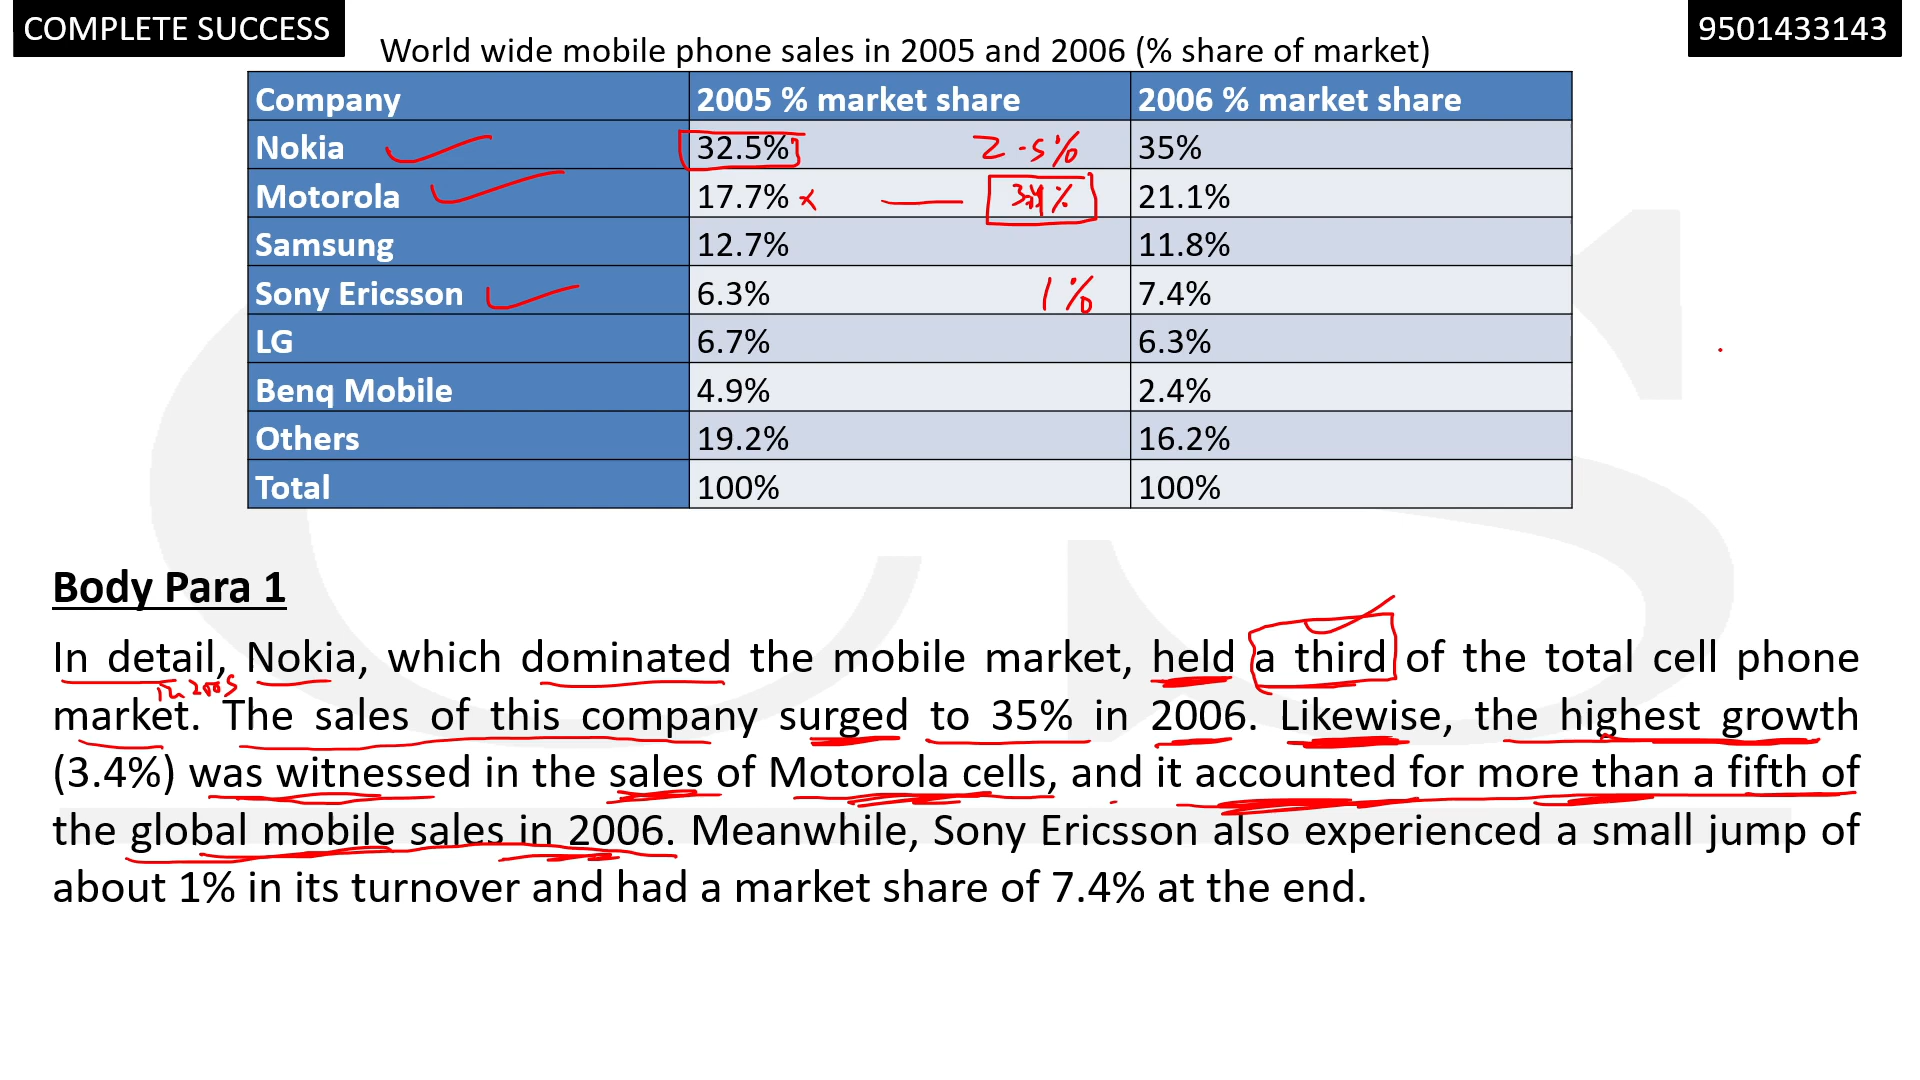 COMPLETE SUCCESS
9501433143
World wide mobile phone sales in 2005 and 2006 (% share of market)
Company 2005 % market share 2006 % market share
Nokia 32.5% 2.5% 35%
Motorola 17.7% 3.4% 21.1%
Samsung 12.7% 11.8%
Sony Ericsson 6.3% 1% 7.4%
LG 6.7% 6.3%
Benq Mobile 4.9% 2.4%
Others 19.2% 16.2%
Total 100% 100%
Body Para 1
In detail, Nokia, which dominated the mobile market, held a third of the total cell phone
in 2005
market. The sales of this company surged to 35% in 2006. Likewise, the highest growth
(3.4%) was witnessed in the sales of Motorola cells, and it accounted for more than a fifth of
the global mobile sales in 2006. Meanwhile, Sony Ericsson also experienced a small jump of
about 1% in its turnover and had a market share of 7.4% at the end.